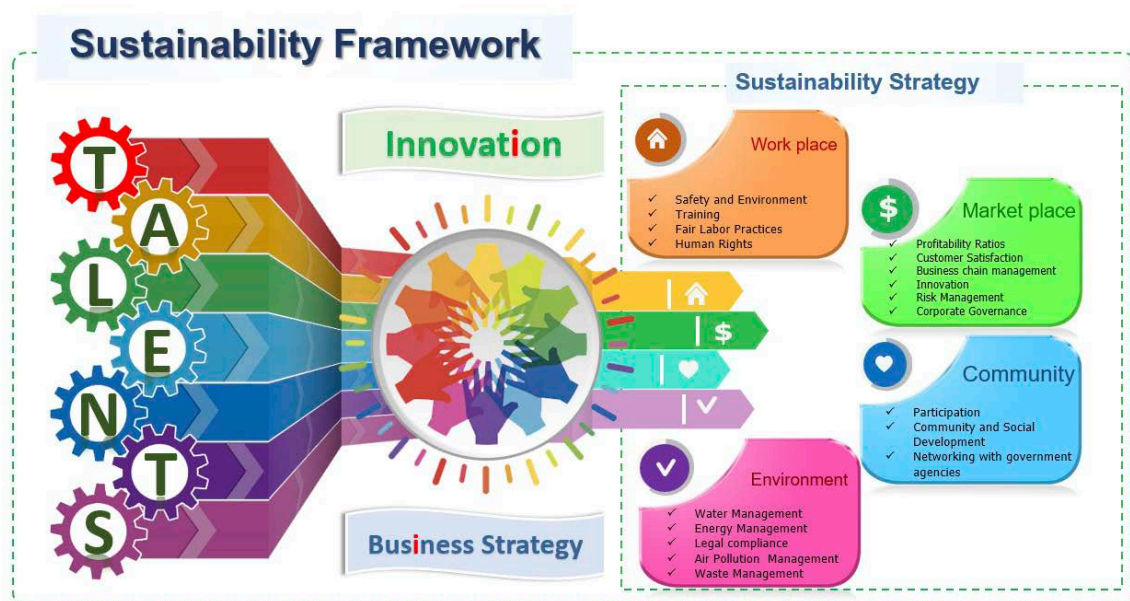 Sustainability Framework
Sustainability Strategy
T
A
L
E
N
T
S
Innovation
Business Strategy
Work place
✓ Safety and Environment
✓ Training
✓ Fair Labor Practices
✓ Human Rights
$
Market place
✓ Profitability Ratios
✓ Customer Satisfaction
✓ Business chain management
✓ Innovation
✓ Risk Management
✓ Corporate Governance
$
Community
✓ Participation
✓ Community and Social
Development
✓ Networking with government
agencies
Environment
✓ Water Management
✓ Energy Management
✓ Legal compliance
✓ Air Pollution Management
✓ Waste Management